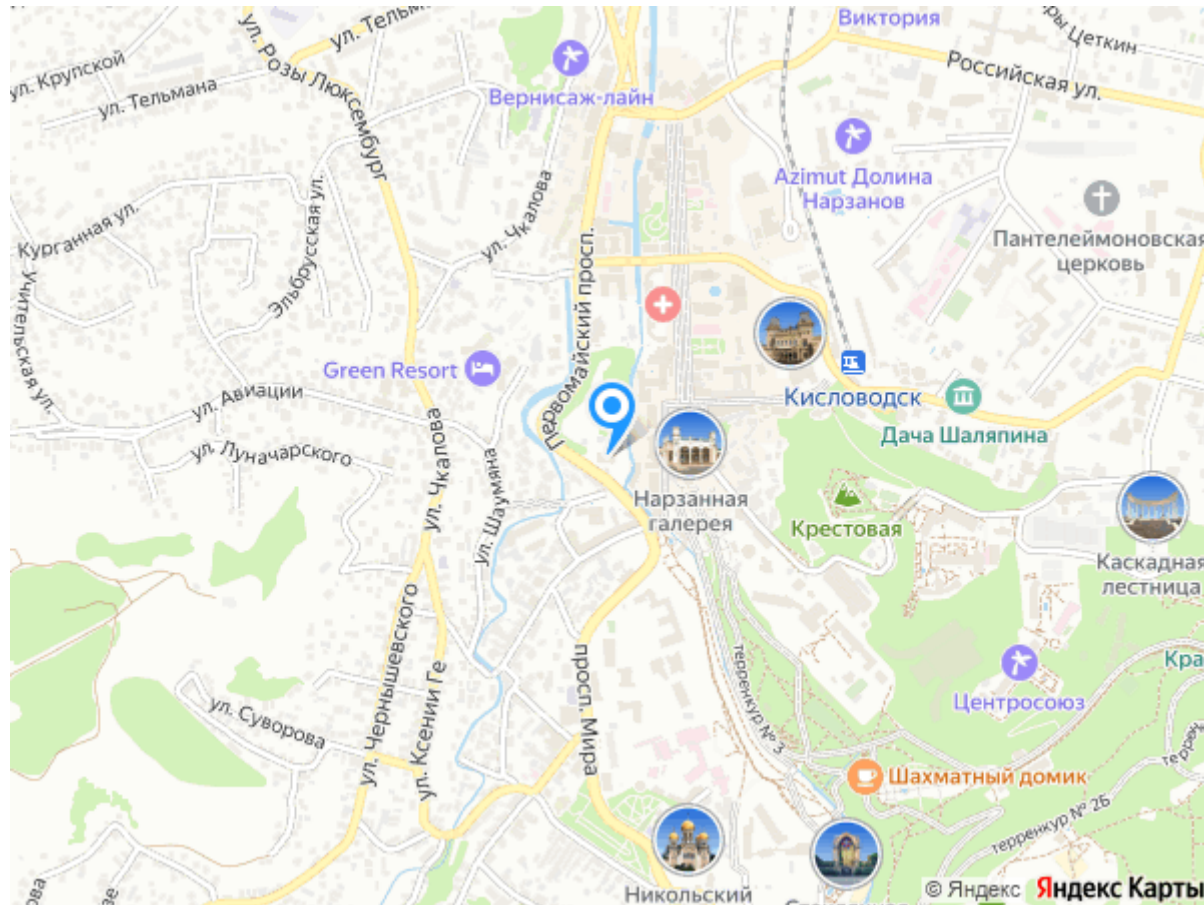 Виктория
Цеткин
ул. Тельмана
ул. Крупской
ул. Розы Люксембург
Российская ул.
ул. Тельмана
Вернисаж-лайн
Azimut Долина
Нарзанов
Пантелеймоновская
церковь
Курганная ул.
Эльбрусская ул.
ул. Чкалова
Первомайский просп.
Учительская ул.
Green Resort
ул. Авиации
Кисловодск
Дача Шаляпина
ул. Луначарского
ул. Чкалова
ул. Шаумяна
Нарзанная
галерея
Крестовая
Каскадная
лестница
ул. Чернышевского
ул. Ксении Ге
просп. Мира
терренкур № 3
Кра
Центросоюз
ул. Суворова
Шахматный домик
терренкур № 2Б
Никольский
© Яндекс Яндекс Карты